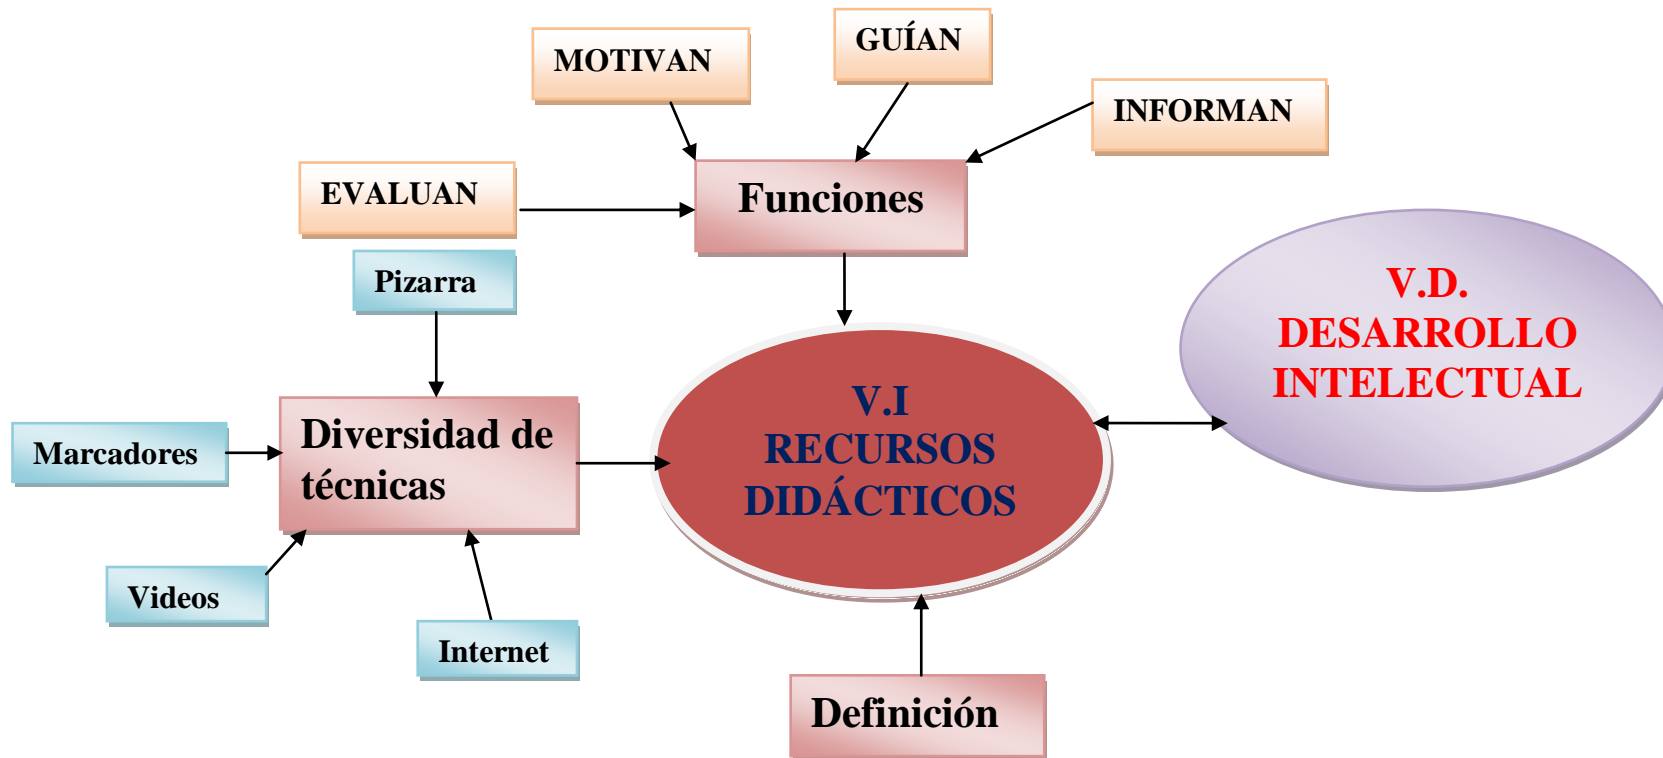 GUÍAN
MOTIVAN
INFORMAN
EVALUAN
Funciones
Pizarra
V.D.
DESARROLLO
INTELECTUAL
V.I
RECURSOS
DIDÁCTICOS
Diversidad de
técnicas
Marcadores
Videos
Internet
Definición